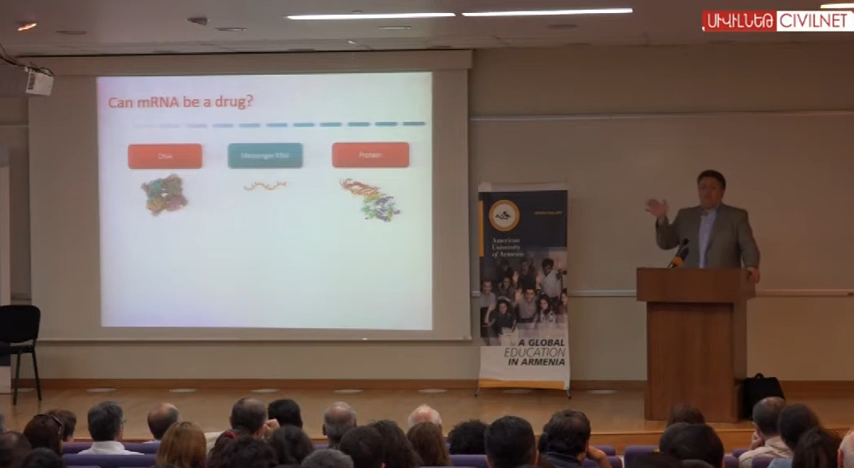 ՍԻՎԻԼՆԵԹ CIVILNET
Can mRNA be a drug?
DNA
Messenger RNA
Protein
American
University
of Armenia
A GLOBAL
EDUCATION
IN ARMENIA